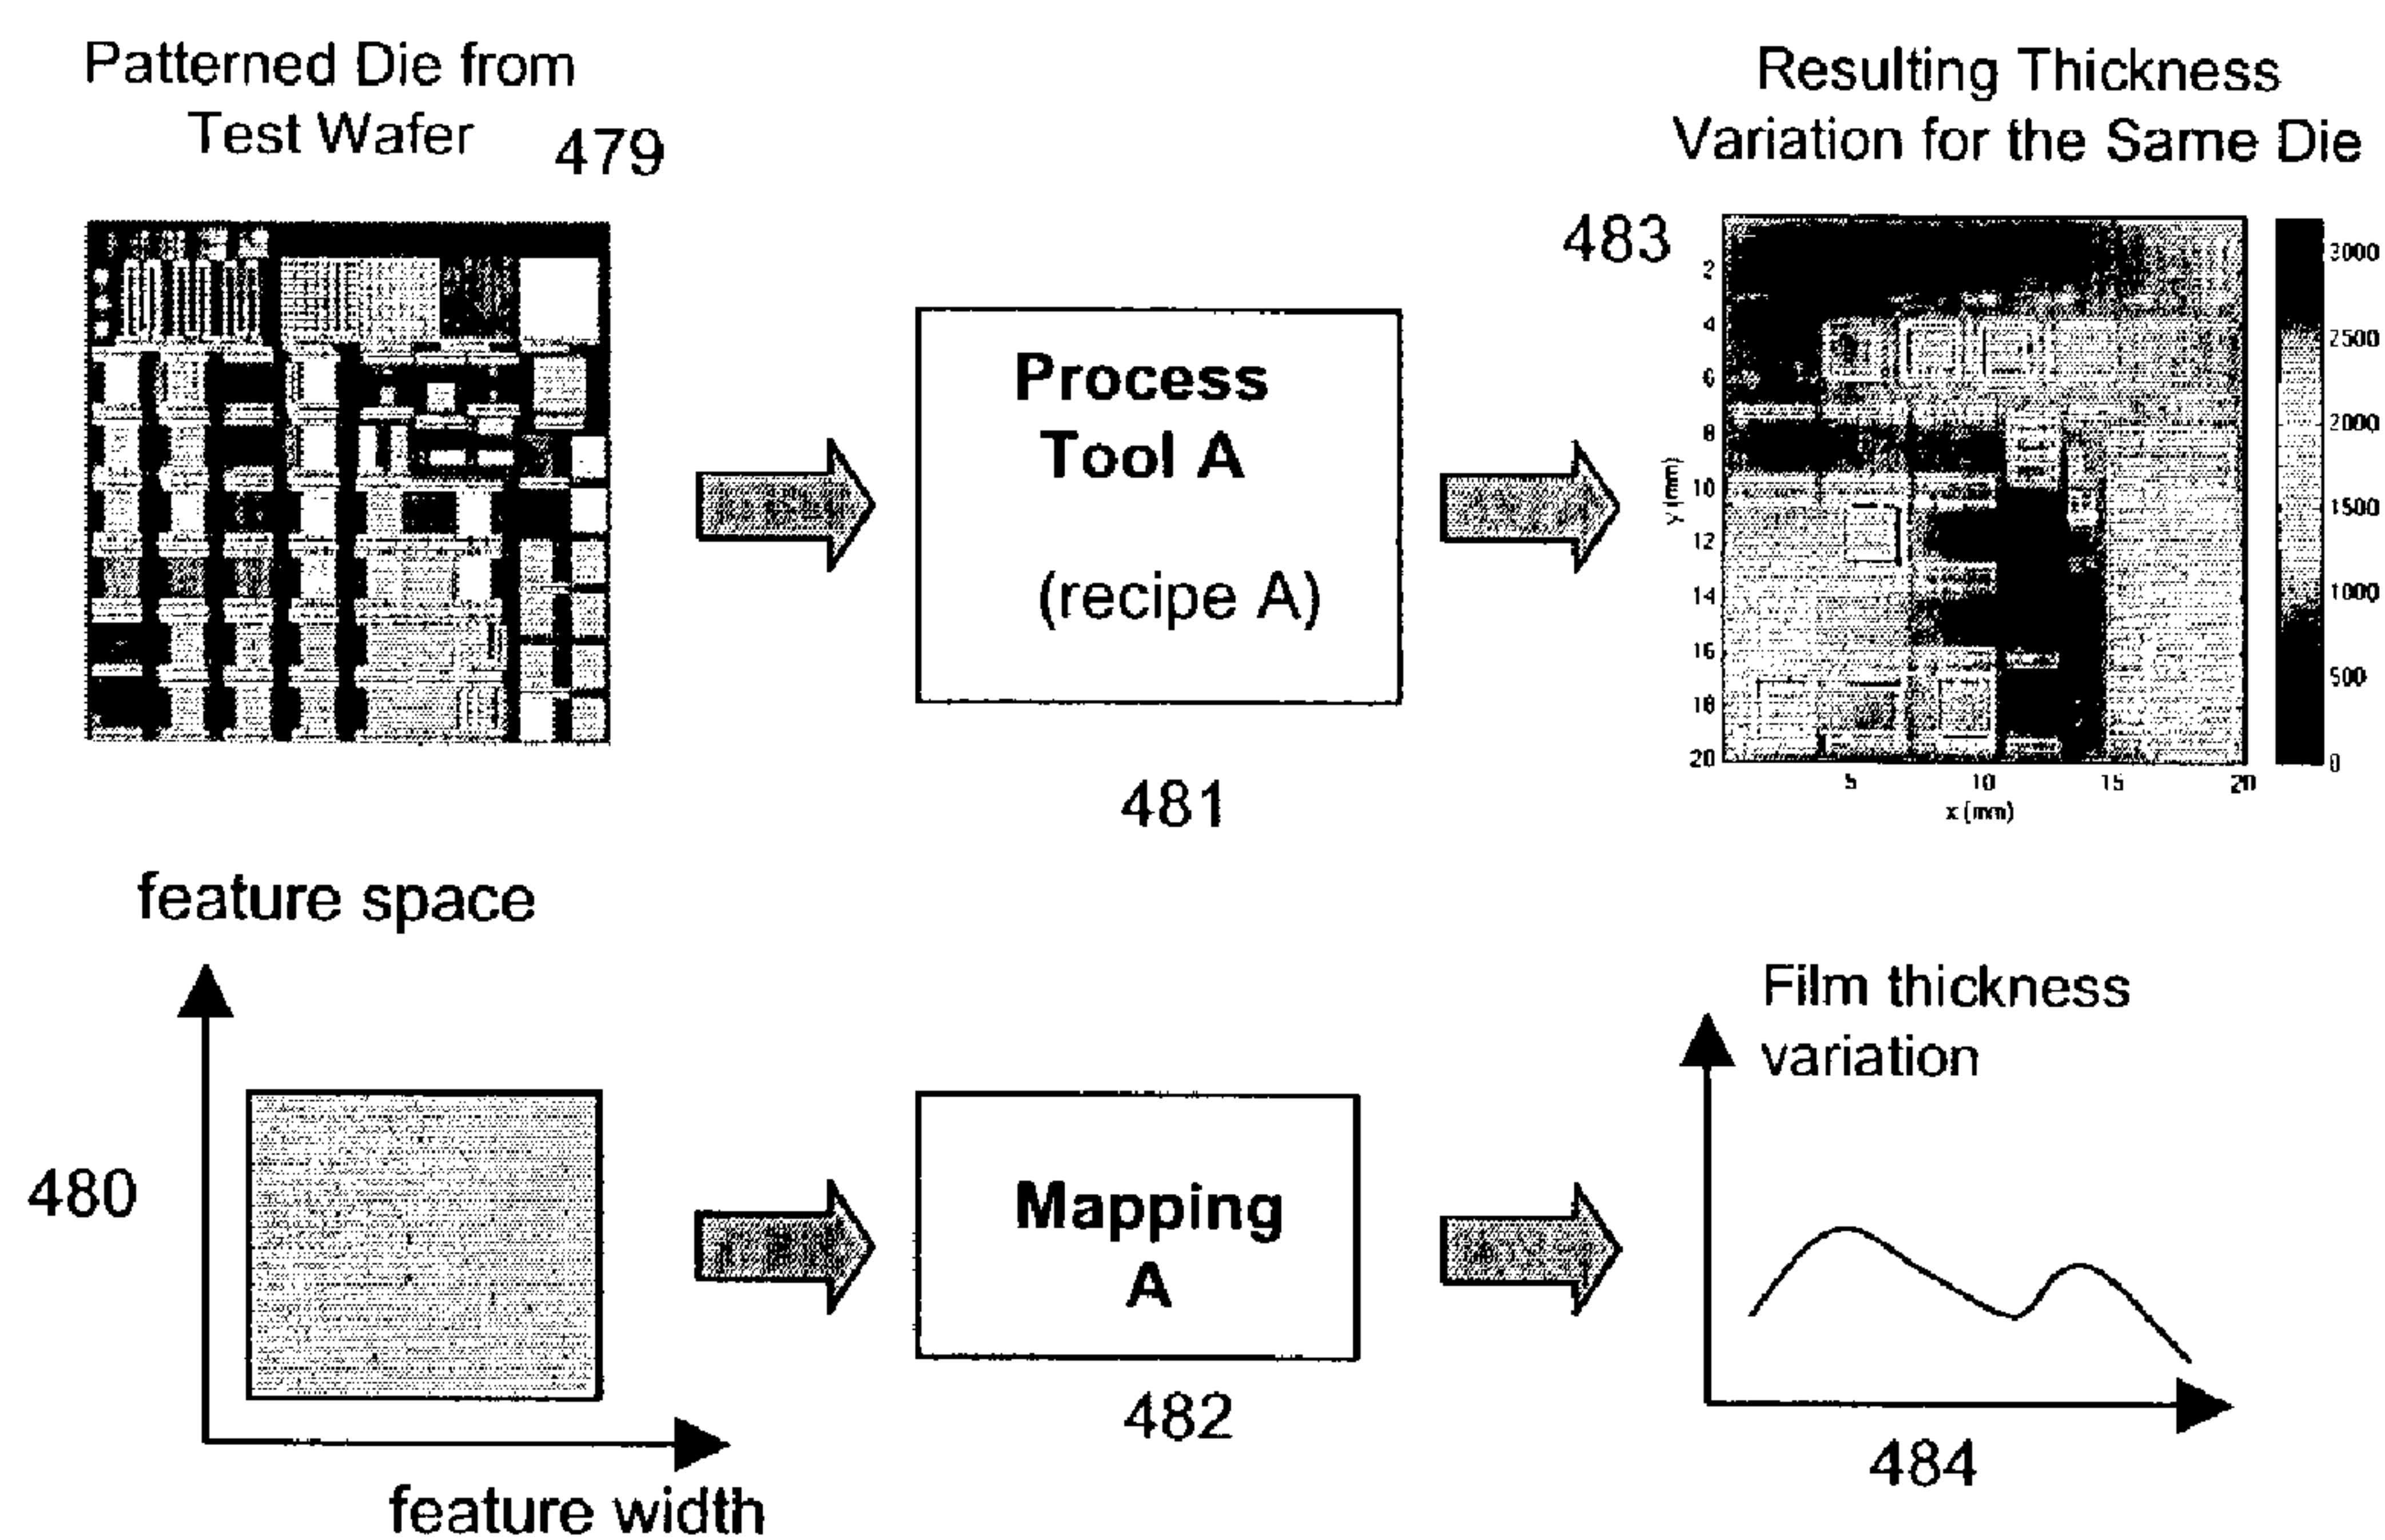 Patterned Die from
Test Wafer
479
Resulting Thickness
Variation for the Same Die
483
2
4
6
8
10
12
14
16
18
20
y (mm)
5
10
15
20
x (mm)
3000
2500
2000
1500
1000
500
0
Process
Tool A
(recipe A)
481
feature space
480
feature width
Mapping
A
482
Film thickness
variation
484